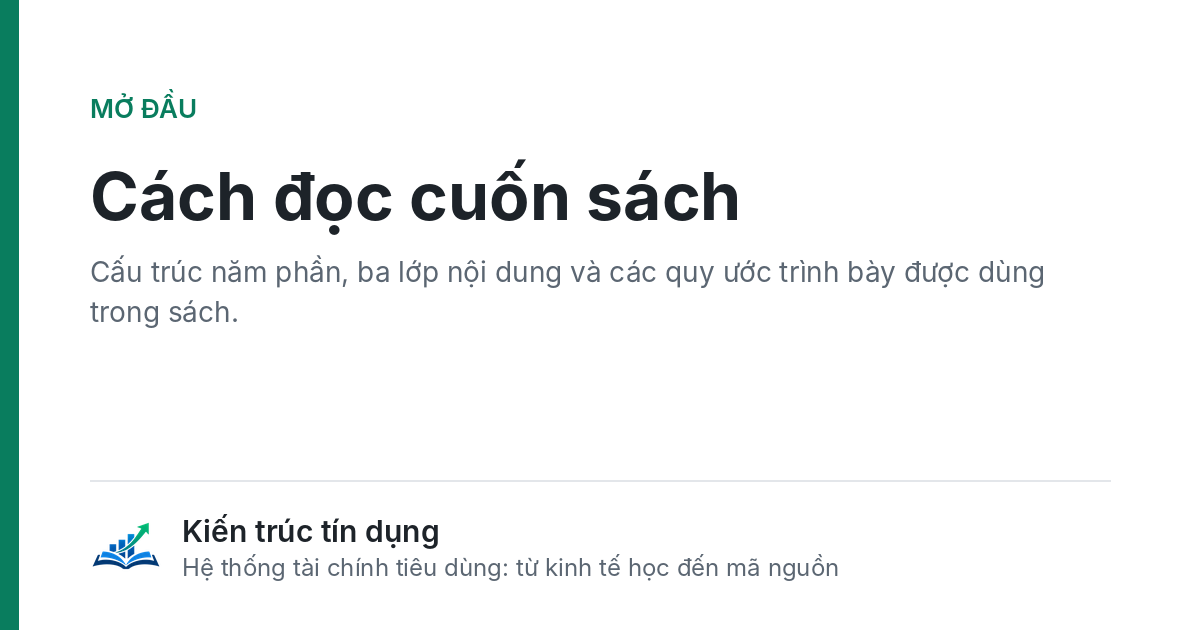 MỞ ĐẦU
Cách đọc cuốn sách
Cấu trúc năm phần, ba lớp nội dung và các quy ước trình bày được dùng
trong sách.
Kiến trúc tín dụng
Hệ thống tài chính tiêu dùng: từ kinh tế học đến mã nguồn